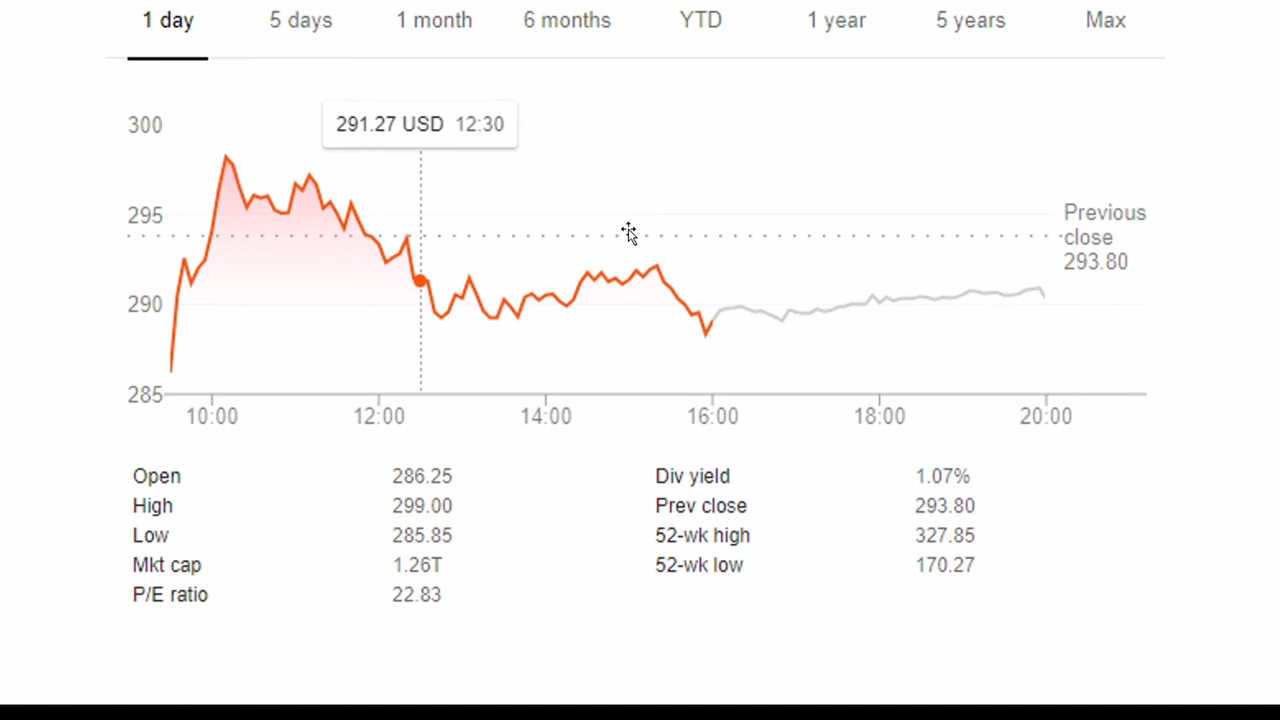 1 day 5 days 1 month 6 months YTD 1 year 5 years Max
300
291.27 USD 12:30
295
Previous
close
293.80
290
285
10:00 12:00 14:00 16:00 18:00 20:00
Open 286.25 Div yield 1.07%
High 299.00 Prev close 293.80
Low 285.85 52-wk high 327.85
Mkt cap 1.26T 52-wk low 170.27
P/E ratio 22.83